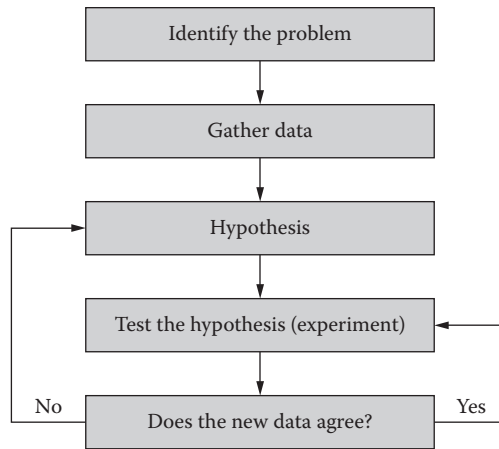 Identify the problem
Gather data
Hypothesis
Test the hypothesis (experiment)
No
Does the new data agree?
Yes